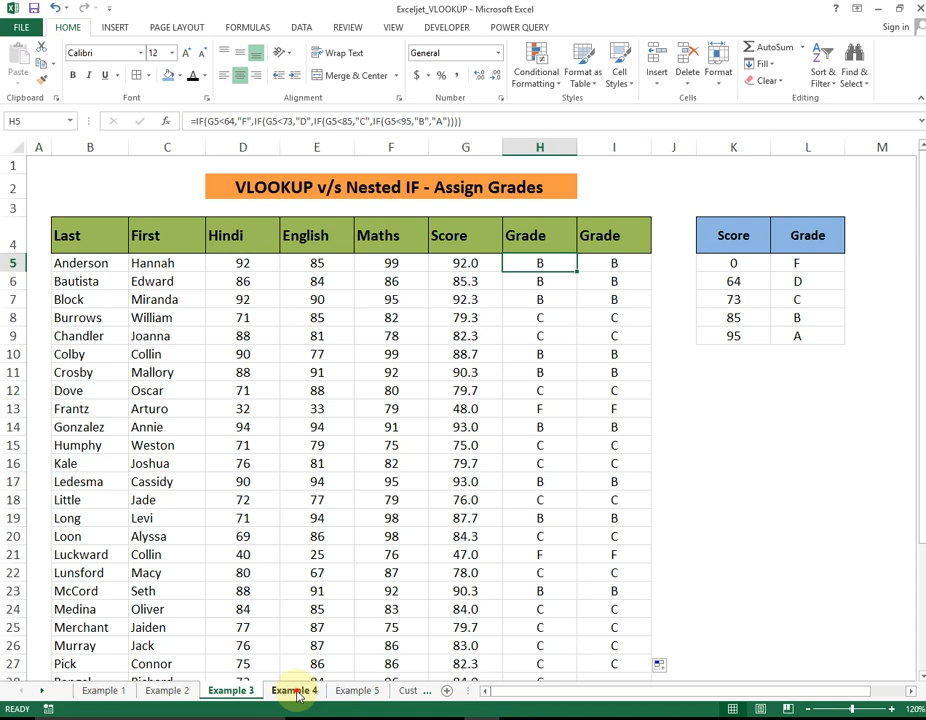 Exceljet_VLOOKUP - Microsoft Excel
FILE HOME INSERT PAGE LAYOUT FORMULAS DATA REVIEW VIEW DEVELOPER POWER QUERY Sign in
Paste Calibri 12 Wrap Text General Conditional Formatting Format as Table Cell Styles Insert Delete Format AutoSum Fill Clear Sort & Filter Find & Select
B I U A Merge & Center $ % ,
Clipboard Font Alignment Number Styles Cells Editing
H5 fx =IF(G5<64,"F",IF(G5<73,"D",IF(G5<85,"C",IF(G5<95,"B","A"))))
A B C D E F G H I J K L M
1
2 VLOOKUP v/s Nested IF - Assign Grades
3
4 Last First Hindi English Maths Score Grade Grade Score Grade
5 Anderson Hannah 92 85 99 92.0 B B 0 F
6 Bautista Edward 86 84 86 85.3 B B 64 D
7 Block Miranda 92 90 95 92.3 B B 73 C
8 Burrows William 71 85 82 79.3 C C 85 B
9 Chandler Joanna 88 81 78 82.3 C C 95 A
10 Colby Collin 90 77 99 88.7 B B
11 Crosby Mallory 88 91 92 90.3 B B
12 Dove Oscar 71 88 80 79.7 C C
13 Frantz Arturo 32 33 79 48.0 F F
14 Gonzalez Annie 94 94 91 93.0 B B
15 Humphy Weston 71 79 75 75.0 C C
16 Kale Joshua 76 81 82 79.7 C C
17 Ledesma Cassidy 90 94 95 93.0 B B
18 Little Jade 72 77 79 76.0 C C
19 Long Levi 71 94 98 87.7 B B
20 Loon Alyssa 69 86 98 84.3 C C
21 Luckward Collin 40 25 76 47.0 F F
22 Lunsford Macy 80 67 87 78.0 C C
23 McCord Seth 88 91 92 90.3 B B
24 Medina Oliver 84 85 83 84.0 C C
25 Merchant Jaiden 77 87 75 79.7 C C
26 Murray Jack 76 87 86 83.0 C C
27 Pick Connor 75 86 86 82.3 C C
Example 1 Example 2 Example 3 Example 4 Example 5 Cust ...
READY 120%